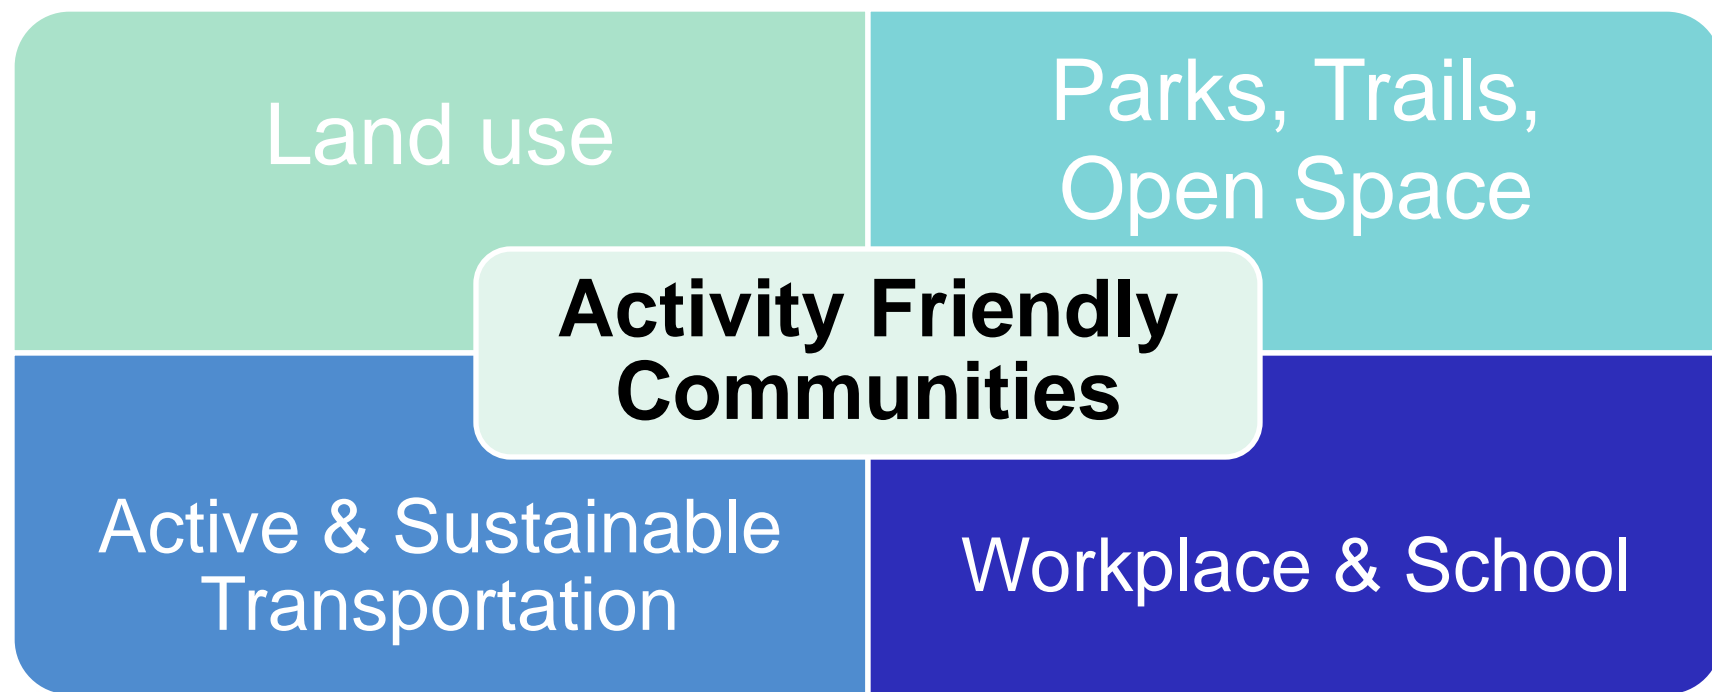 Land use
Parks, Trails,
Open Space
Activity Friendly
Communities
Active & Sustainable
Transportation
Workplace & School